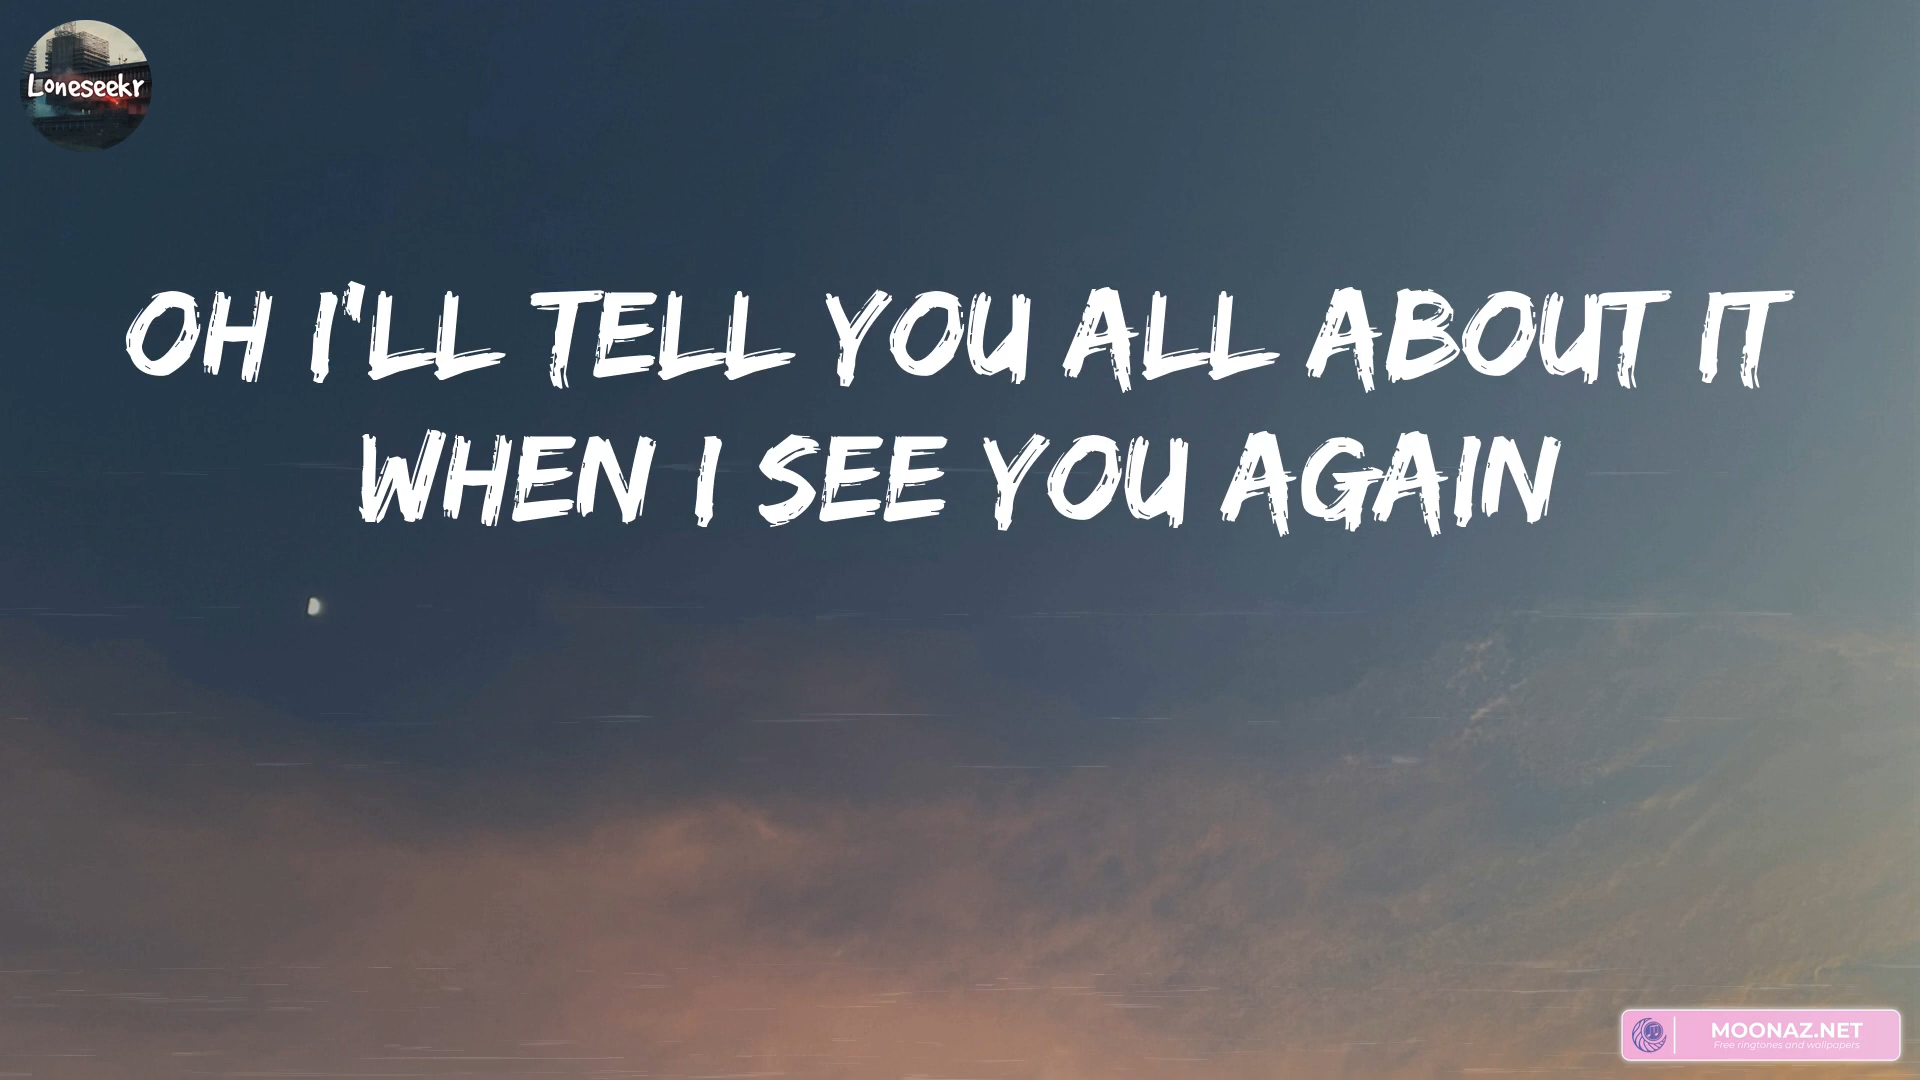 Loneseekr
OH I'LL TELL YOU ALL ABOUT IT
WHEN I SEE YOU AGAIN
MOONAZ.NET
Free ringtones and wallpapers